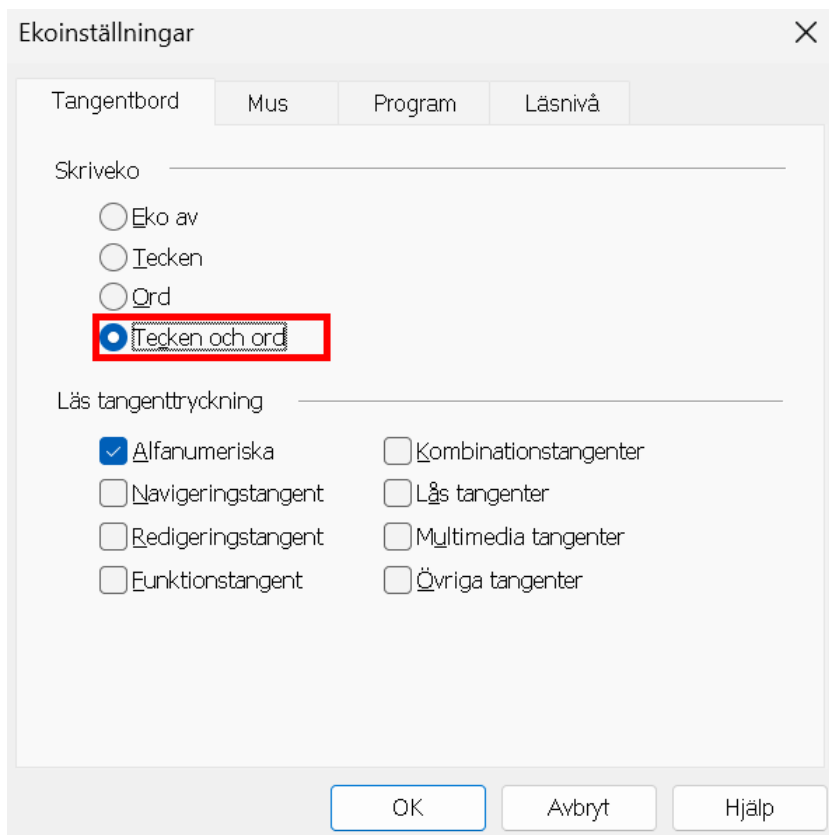 Ekoinställningar
Tangentbord Mus Program Läsnivå
Skriveko
Eko av
Tecken
Ord
Tecken och ord
Läs tangenttryckning
Alfanumeriska Kombinationstangenter
Navigeringstangent Lås tangenter
Redigeringstangent Multimedia tangenter
Funktionstangent Övriga tangenter
OK Avbryt Hjälp